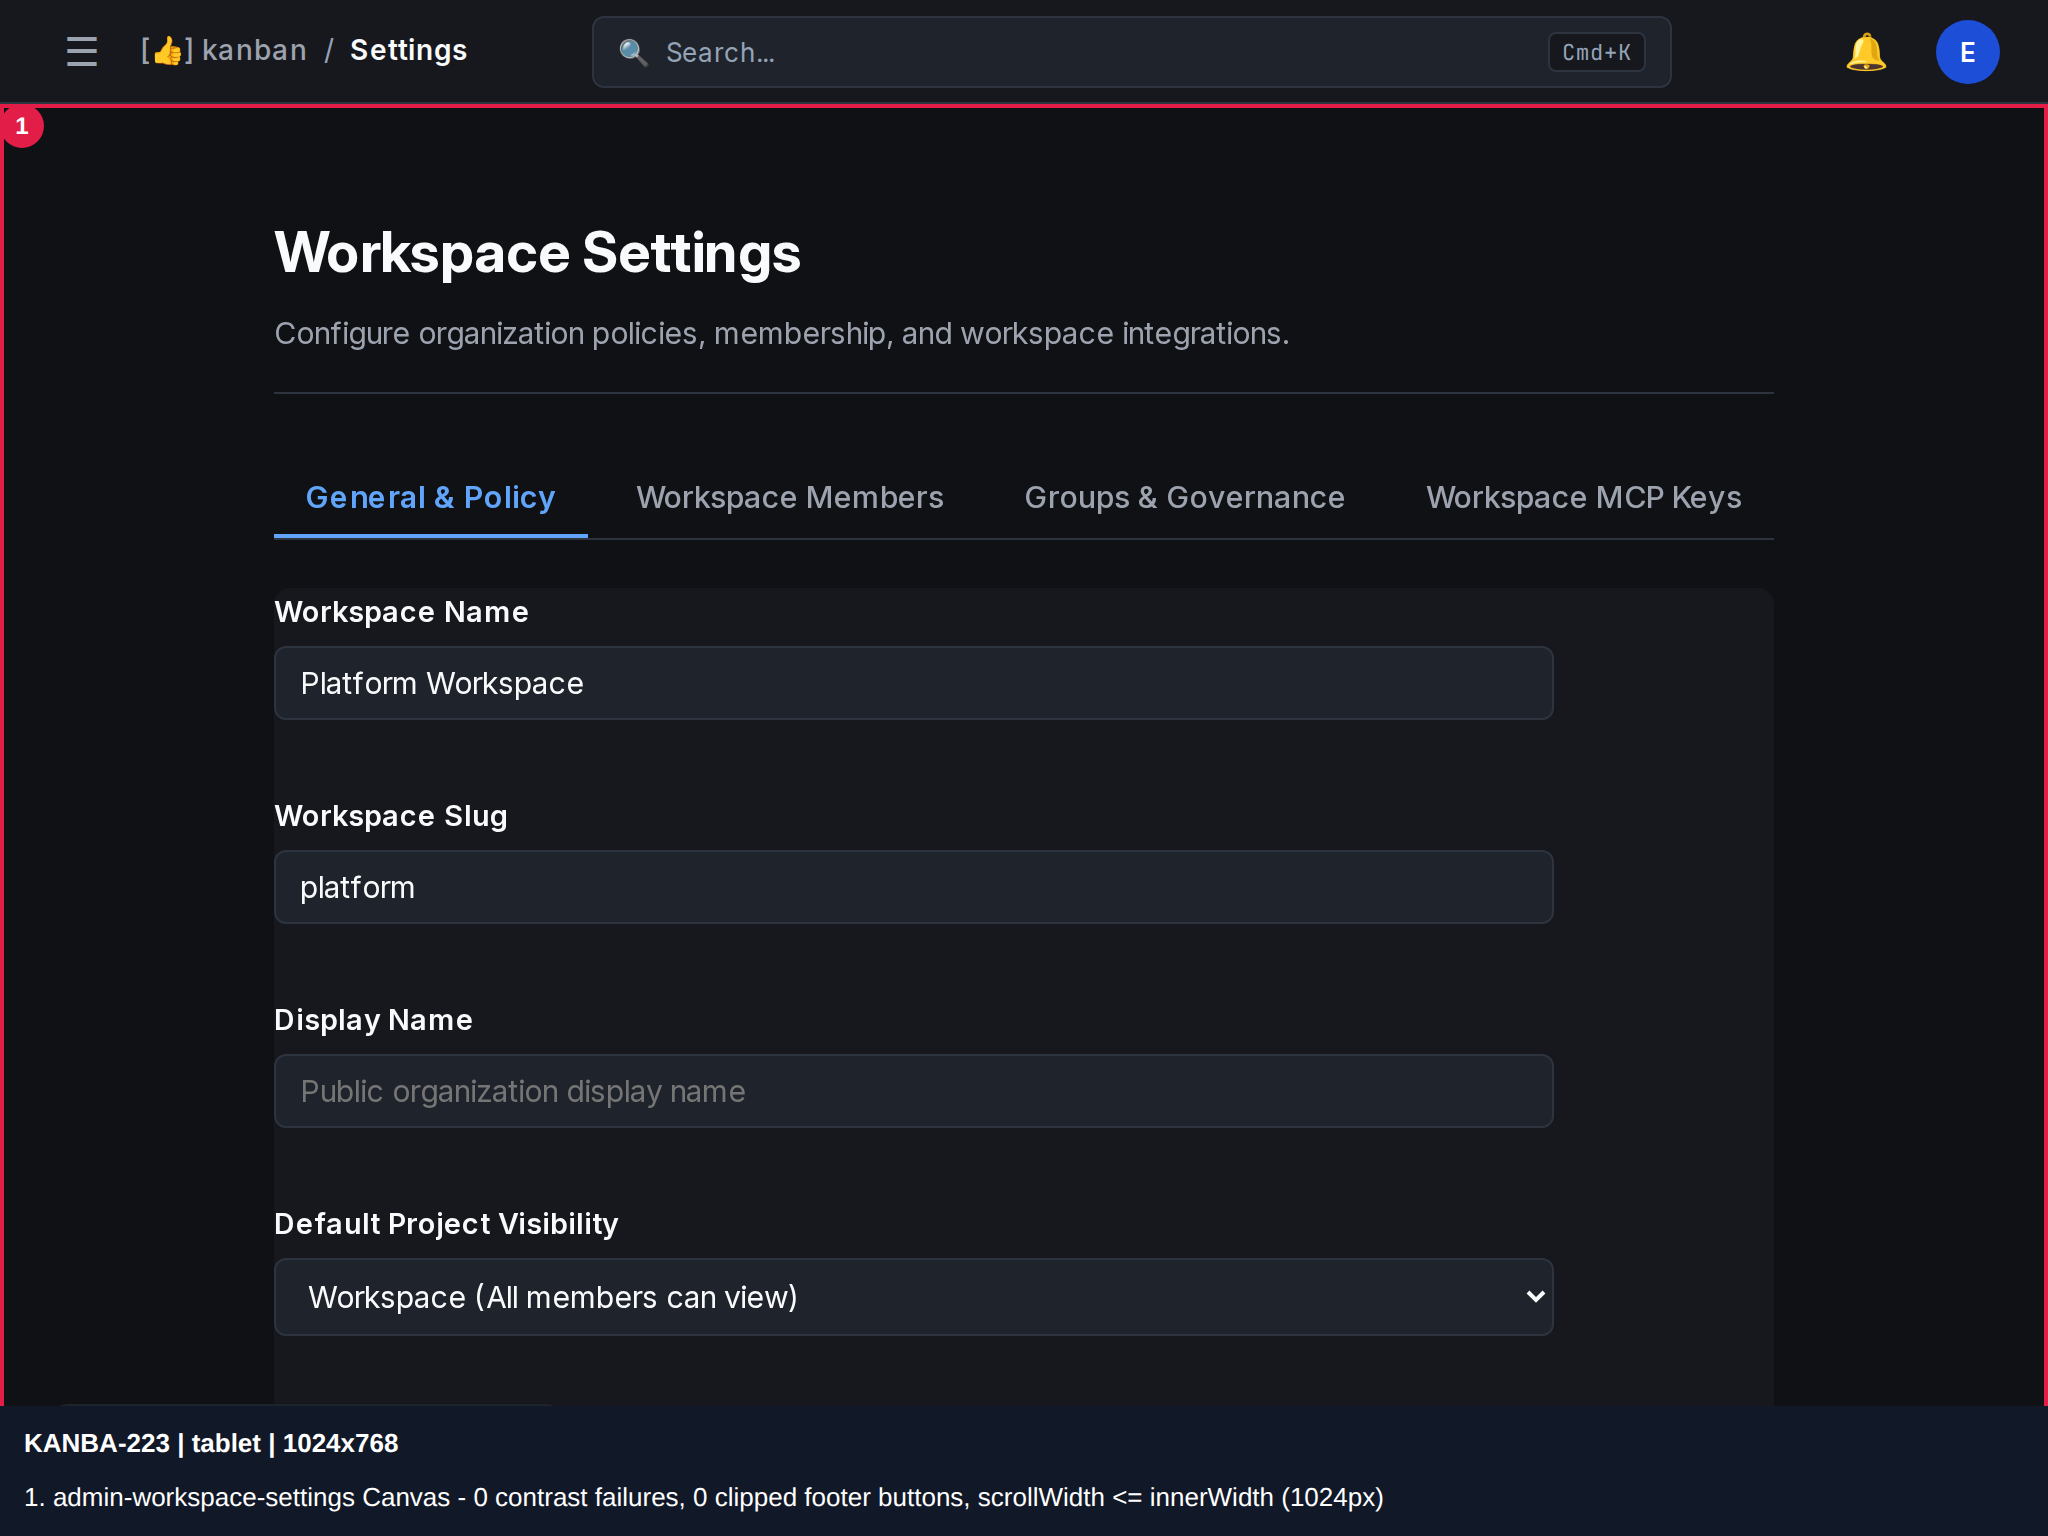 [👍] kanban / Settings
Search...
Cmd+K
E
1
Workspace Settings
Configure organization policies, membership, and workspace integrations.
General & Policy
Workspace Members
Groups & Governance
Workspace MCP Keys
Workspace Name
Platform Workspace
Workspace Slug
platform
Display Name
Public organization display name
Default Project Visibility
Workspace (All members can view)
KANBA-223 | tablet | 1024x768
1. admin-workspace-settings Canvas - 0 contrast failures, 0 clipped footer buttons, scrollWidth <= innerWidth (1024px)